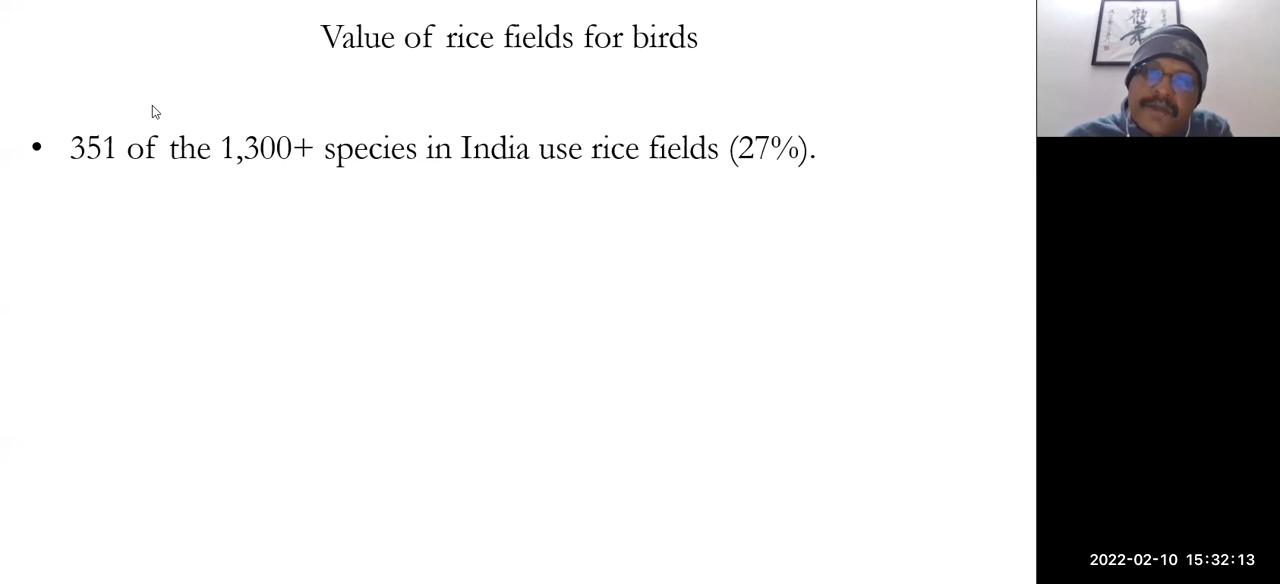 Value of rice fields for birds
• 351 of the 1,300+ species in India use rice fields (27%).
2022-02-10 15:32:13